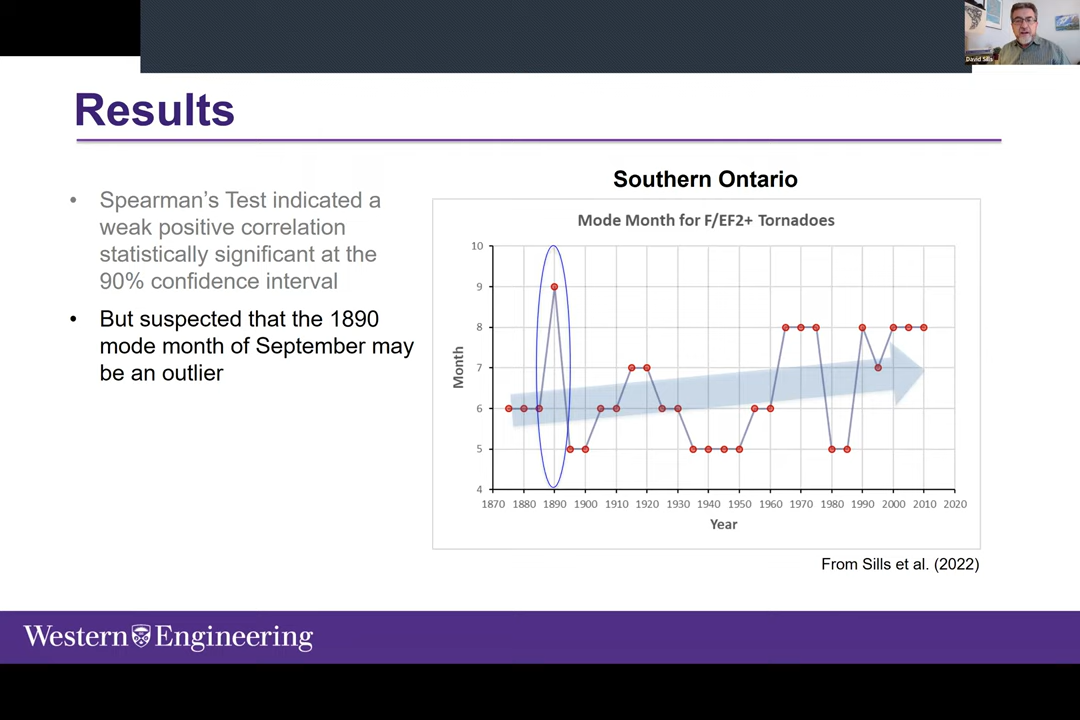 David Sills
Results
Southern Ontario
• Spearman’s Test indicated a
weak positive correlation
statistically significant at the
90% confidence interval
• But suspected that the 1890
mode month of September may
be an outlier
Mode Month for F/EF2+ Tornadoes
10
9
8
7
6
5
4
Month
1870 1880 1890 1900 1910 1920 1930 1940 1950 1960 1970 1980 1990 2000 2010 2020
Year
From Sills et al. (2022)
Western Engineering